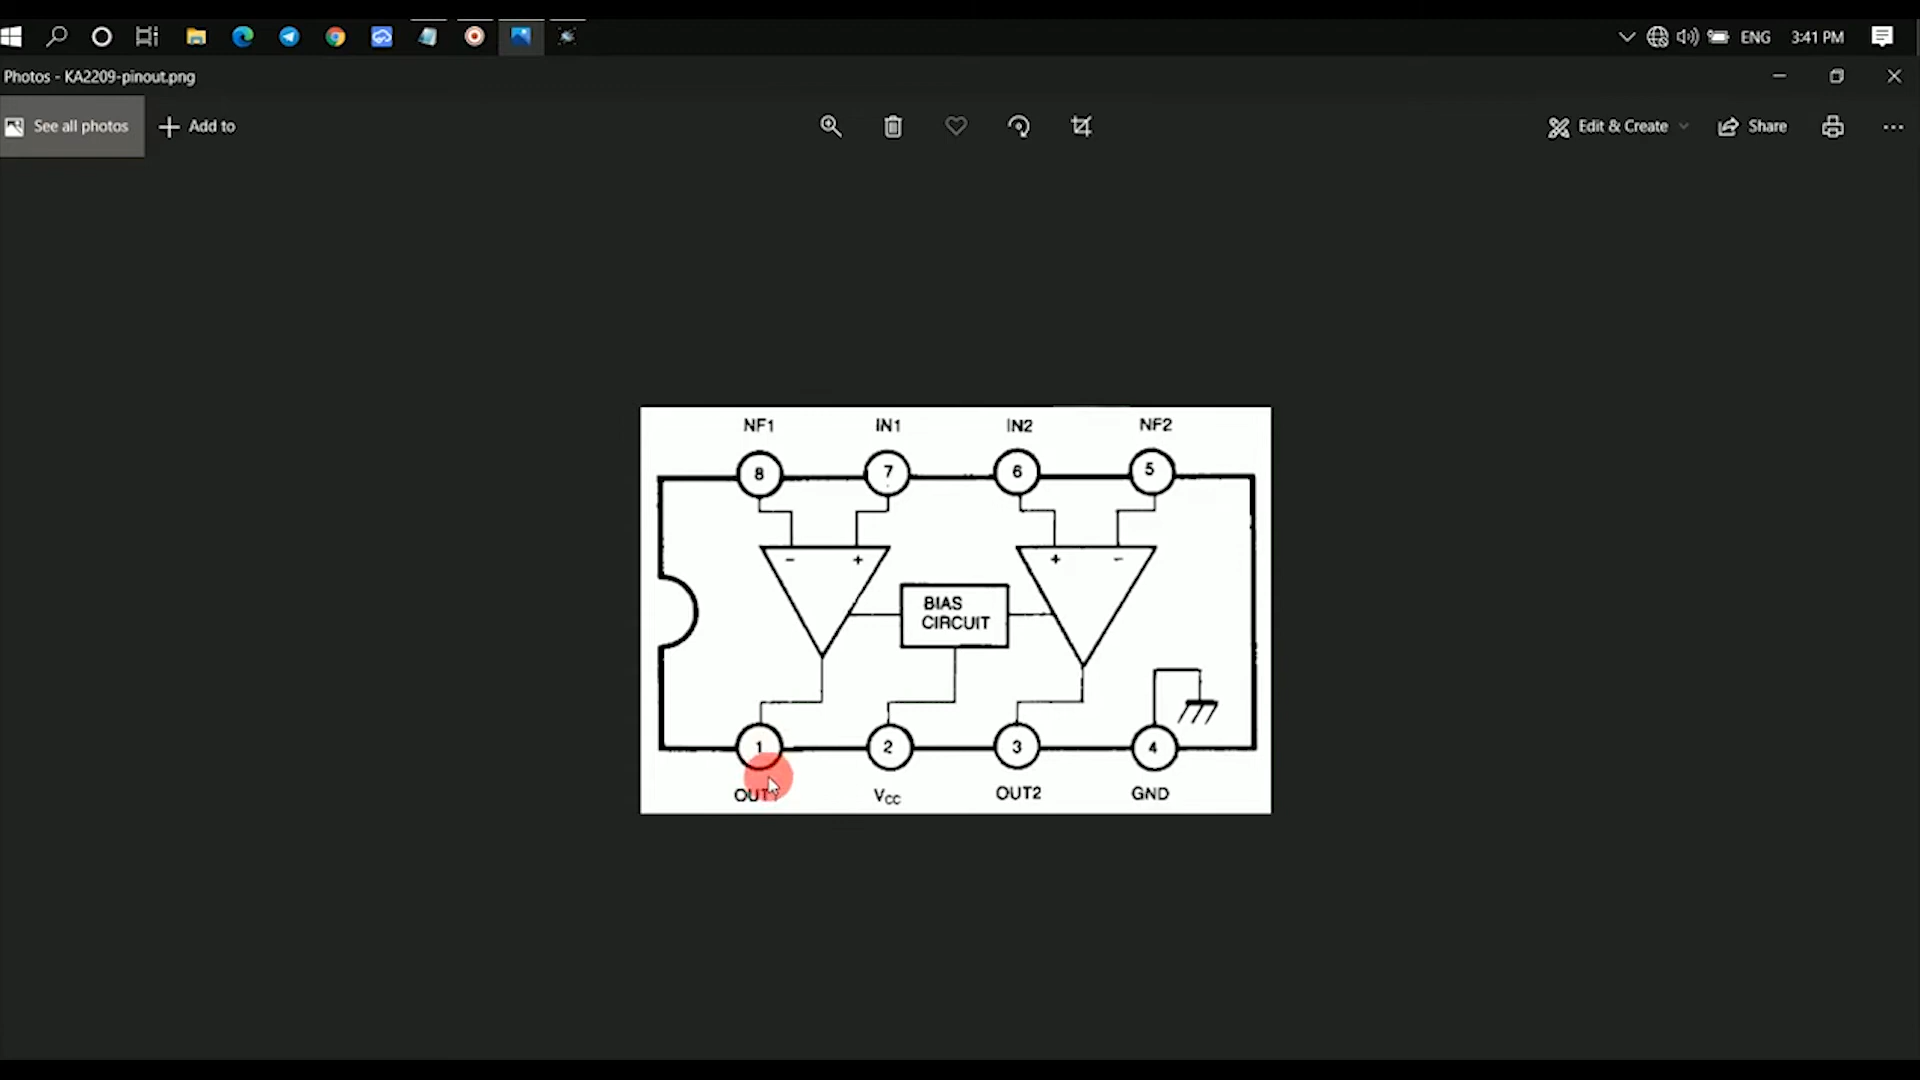 ENG 3:41 PM
Photos - KA2209-pinout.png
See all photos
Add to
Edit & Create
Share
NF1 IN1 IN2 NF2
8 7 6 5
- + + -
BIAS
CIRCUIT
1 2 3 4
OUT1 VCC OUT2 GND